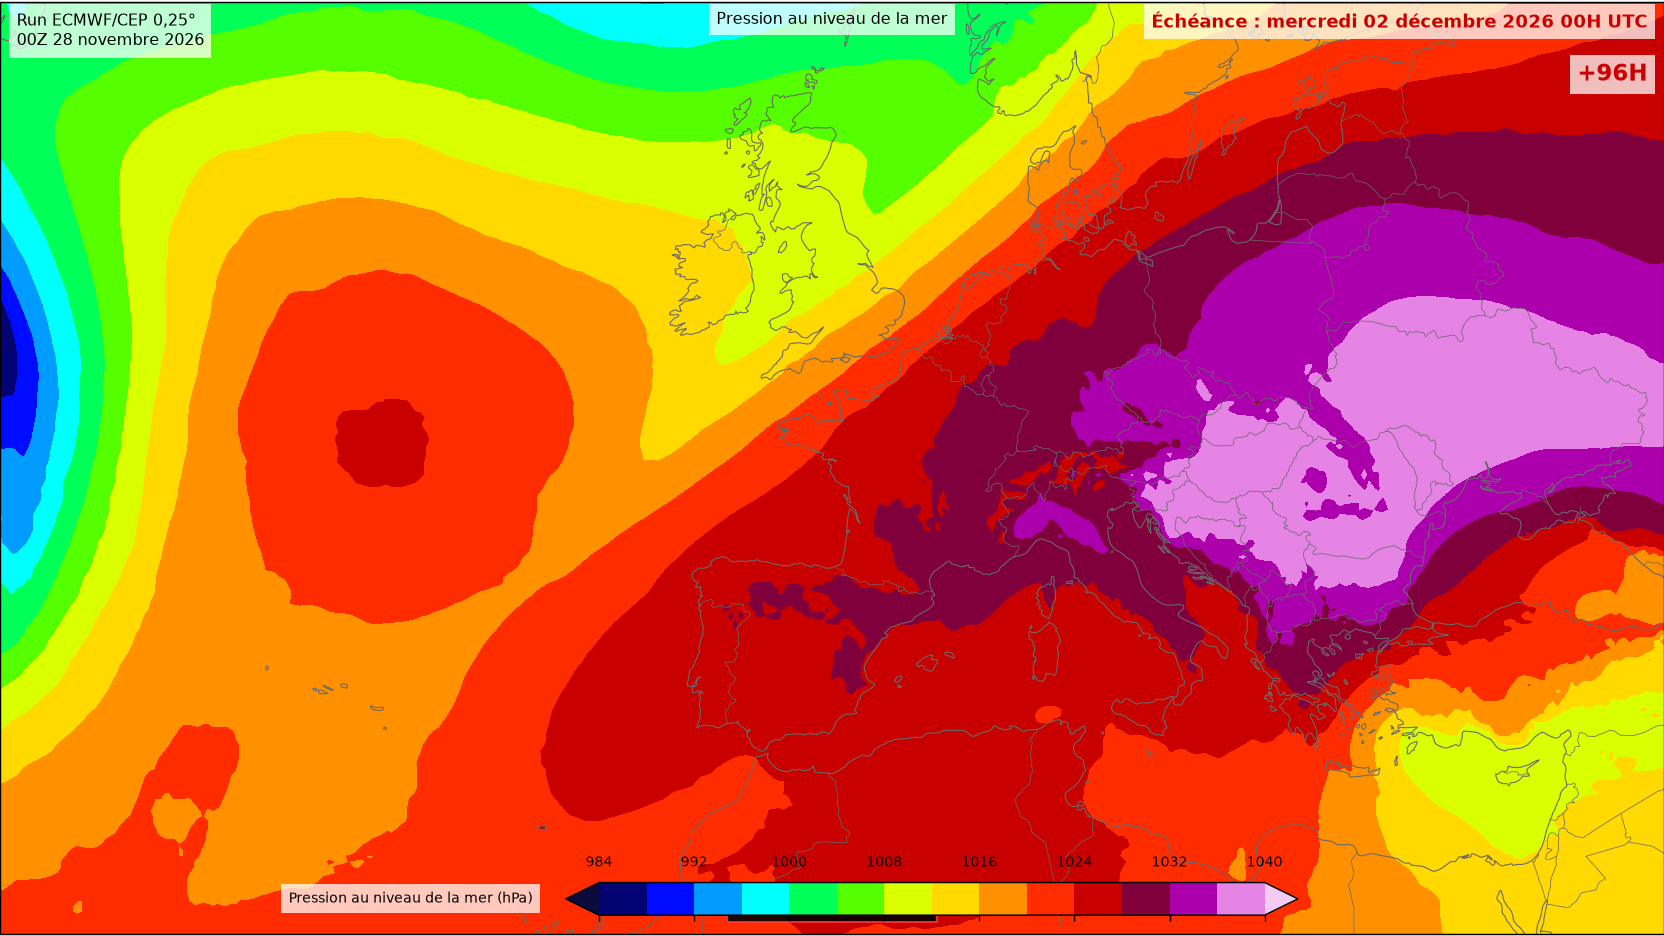 Run ECMWF/CEP 0,25°
00Z 28 novembre 2026
Pression au niveau de la mer
Échéance : mercredi 02 décembre 2026 00H UTC
+96H
984 992 1000 1008 1016 1024 1032 1040
Pression au niveau de la mer (hPa)